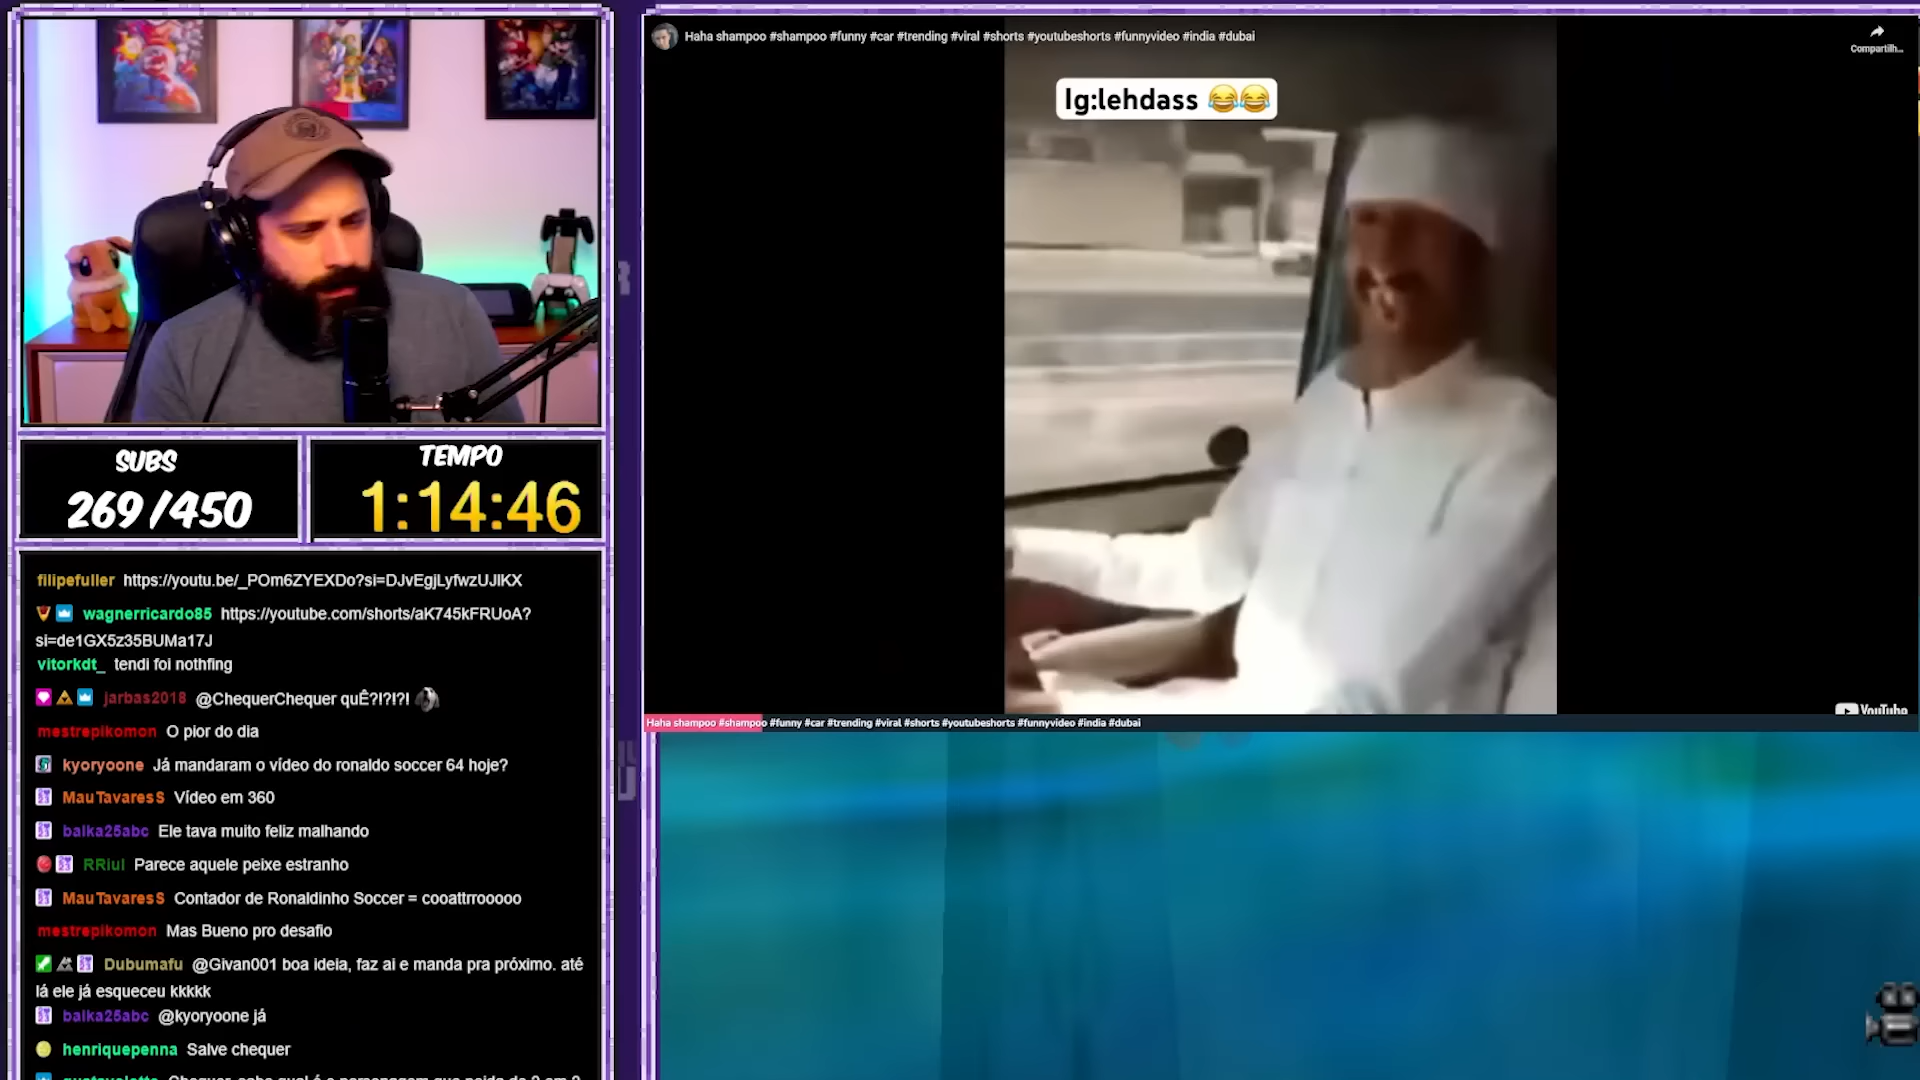 Haha shampoo #shampoo #funny #car #trending #viral #shorts #youtubeshorts #funnyvideo #india #dubai
Compartilh...
Ig:lehdass 😂😂
YouTube
Haha shampoo #shampoo #funny #car #trending #viral #shorts #youtubeshorts #funnyvideo #india #dubai
SUBS
269/450
TEMPO
1:14:46
filipefuller https://youtu.be/_POm6ZYEXDo?si=DJvEgjLyfwzUJIKX
wagnerricardo85 https://youtube.com/shorts/aK745kFRUoA?
si=de1GX5z35BUMa17J
vitorkdt_ tendi foi nothfing
jarbas2018 @ChequerChequer quÊ?!?!?!
mestrepikomon O pior do dia
kyoryoone Já mandaram o vídeo do ronaldo soccer 64 hoje?
MauTavaresS Vídeo em 360
balka25abc Ele tava muito feliz malhando
RRiul Parece aquele peixe estranho
MauTavaresS Contador de Ronaldinho Soccer = cooattrrooooo
mestrepikomon Mas Bueno pro desafio
Dubumafu @Givan001 boa ideia, faz ai e manda pra próximo. até
lá ele já esqueceu kkkkk
balka25abc @kyoryoone já
henriquepenna Salve chequer